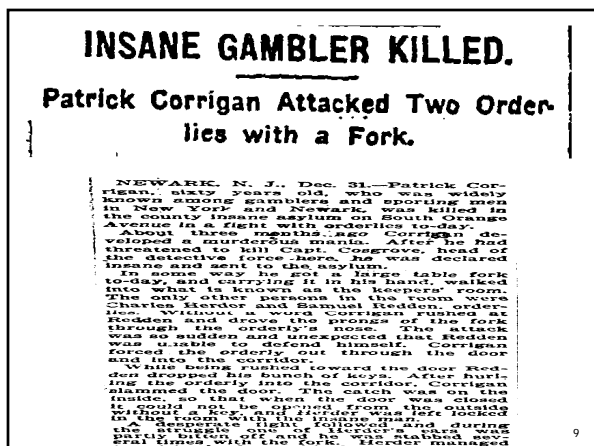 INSANE GAMBLER KILLED.
Patrick Corrigan Attacked Two Order-
lies with a Fork.
NEWARK, N. J., Dec. 31.—Patrick Cor-
rigan, sixty years old, who was widely
known among gamblers and sporting men
in New York and Newark, was killed in
the county insane asylum on South Orange
Avenue in a fight with orderlies to-day.
About three months ago Corrigan de-
veloped a murderous mania. After he had
threatened to kill Capt. Cosgrove, head of
the detective force here, he was declared
insane and sent to the asylum.
In some way he got a large table fork
to-day, and carrying it in his hand, walked
into what is known as the keepers' room.
The only other persons in the room were
Charles Herdor and Samuel Redden, order-
lies. Without a word Corrigan rushed at
Redden and drove the prongs of the fork
through the orderly's nose. The attack
was so sudden and unexpected that Redden
was unable to defend himself. Corrigan
forced the orderly out through the door
and into the corridor.
While being rushed toward the door Red-
den dropped his bunch of keys. After hurl-
ing the orderly into the corridor, Corrigan
slammed the door. The catch was on the
inside, so that when the door was closed
it could not be opened from the outside
without a key, and Herder was left locked
in the room with the insane man.
A desperate fight followed and during
the struggle one of Herder's ears was
partly bitten off and he was stabbed sev-
eral times with the fork. Herder managed
9